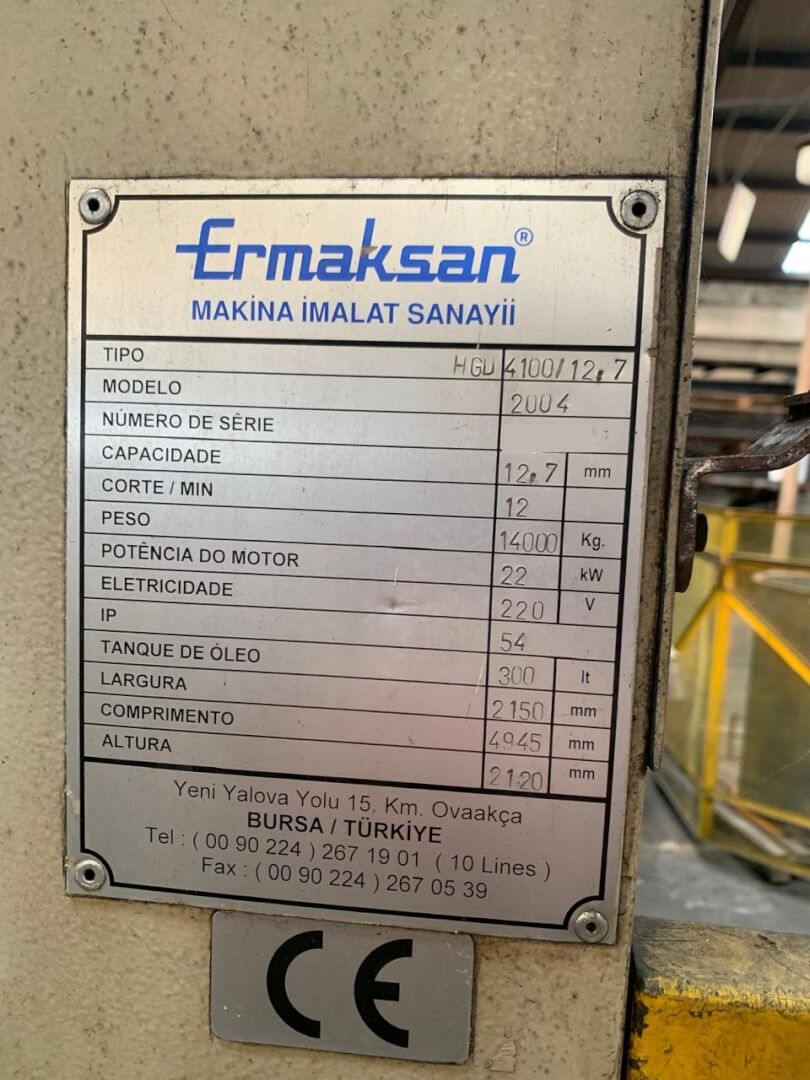 Ermaksan®
MAKİNA İMALAT SANAYİİ
TIPO HGD 4100/12,7
MODELO 2004
NÚMERO DE SÊRIE
CAPACIDADE 12,7 mm
CORTE / MIN 12
PESO 14000 Kg.
POTÊNCIA DO MOTOR 22 kW
ELETRICIDADE 220 V
IP 54
TANQUE DE ÓLEO 300 lt
LARGURA 2150 mm
COMPRIMENTO 4945 mm
ALTURA 2120 mm
Yeni Yalova Yolu 15. Km. Ovaakça
BURSA / TÜRKİYE
Tel : ( 00 90 224 ) 267 19 01 ( 10 Lines )
Fax : ( 00 90 224 ) 267 05 39
CE